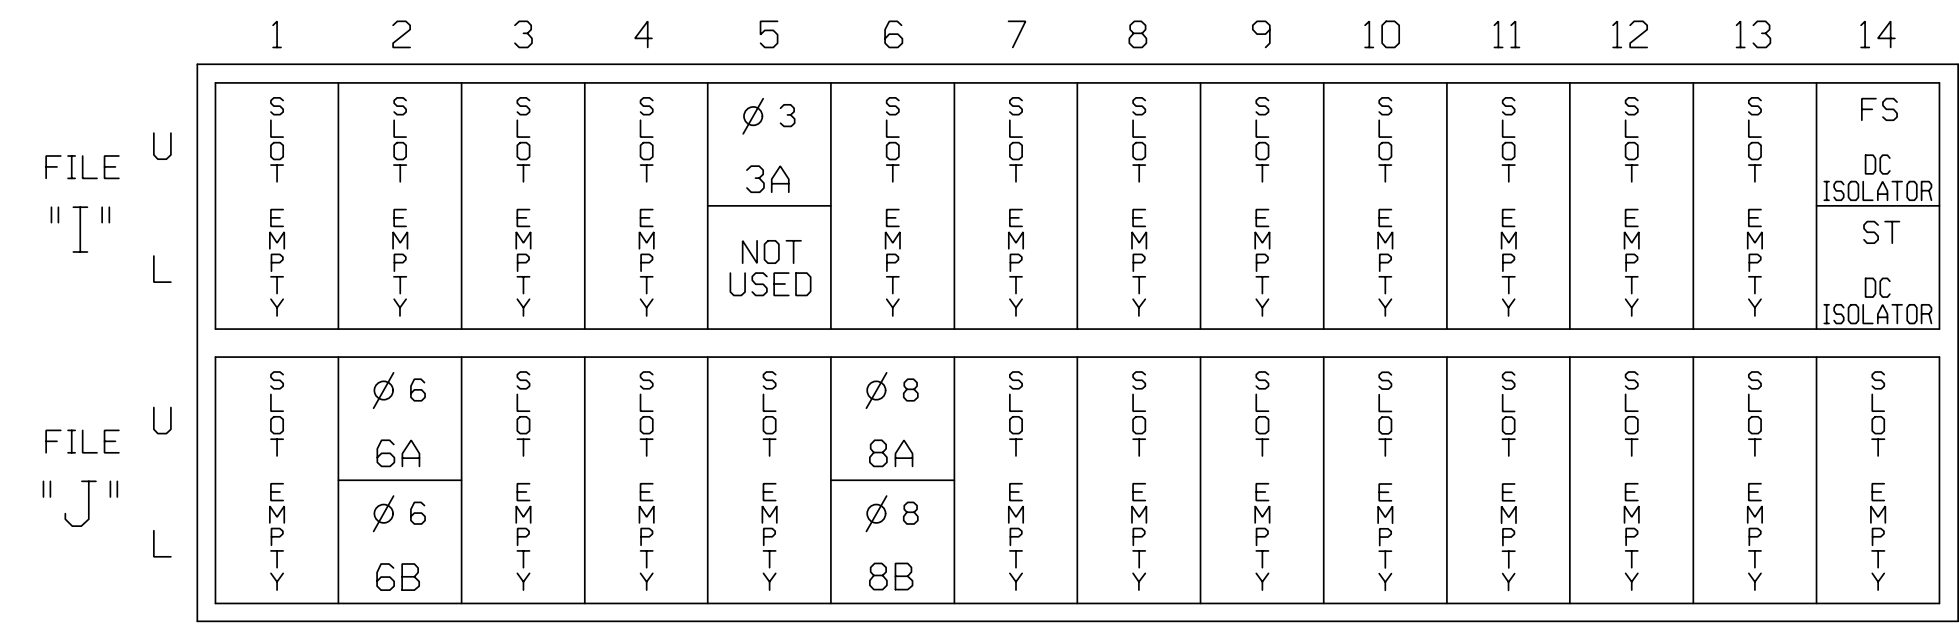 1 2 3 4 5 6 7 8 9 10 11 12 13 14
FILE
"I"
U
L
SLOT EMPTY
SLOT EMPTY
SLOT EMPTY
SLOT EMPTY
Ø 3
3A
NOT
USED
SLOT EMPTY
SLOT EMPTY
SLOT EMPTY
SLOT EMPTY
SLOT EMPTY
SLOT EMPTY
SLOT EMPTY
SLOT EMPTY
FS
DC
ISOLATOR
ST
DC
ISOLATOR
FILE
"J"
U
L
SLOT EMPTY
Ø 6
6A
Ø 6
6B
SLOT EMPTY
SLOT EMPTY
SLOT EMPTY
Ø 8
8A
Ø 8
8B
SLOT EMPTY
SLOT EMPTY
SLOT EMPTY
SLOT EMPTY
SLOT EMPTY
SLOT EMPTY
SLOT EMPTY
SLOT EMPTY